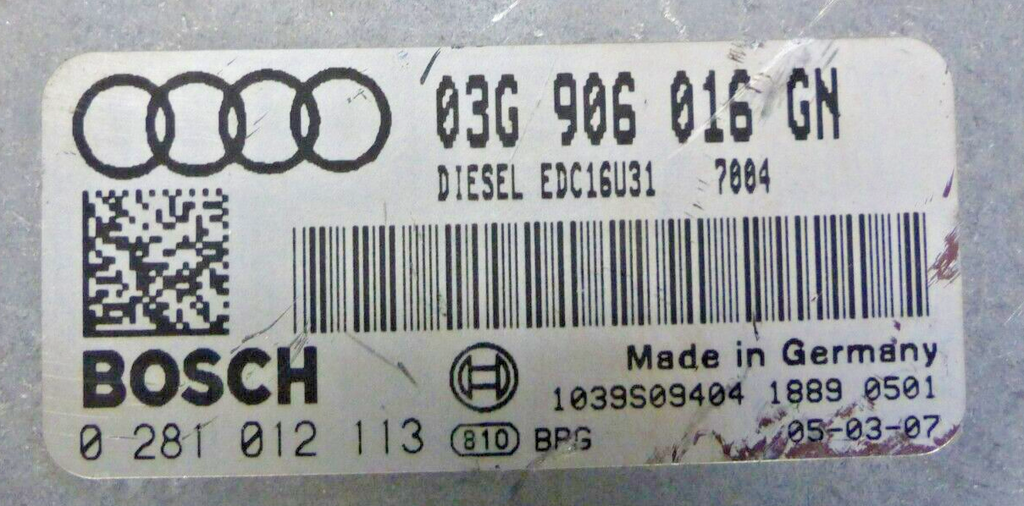 03G 906 016 GN
DIESEL EDC16U31 7004
BOSCH
Made in Germany
1039S09404 1889 0501
0 281 012 113 810 BPG 05-03-07